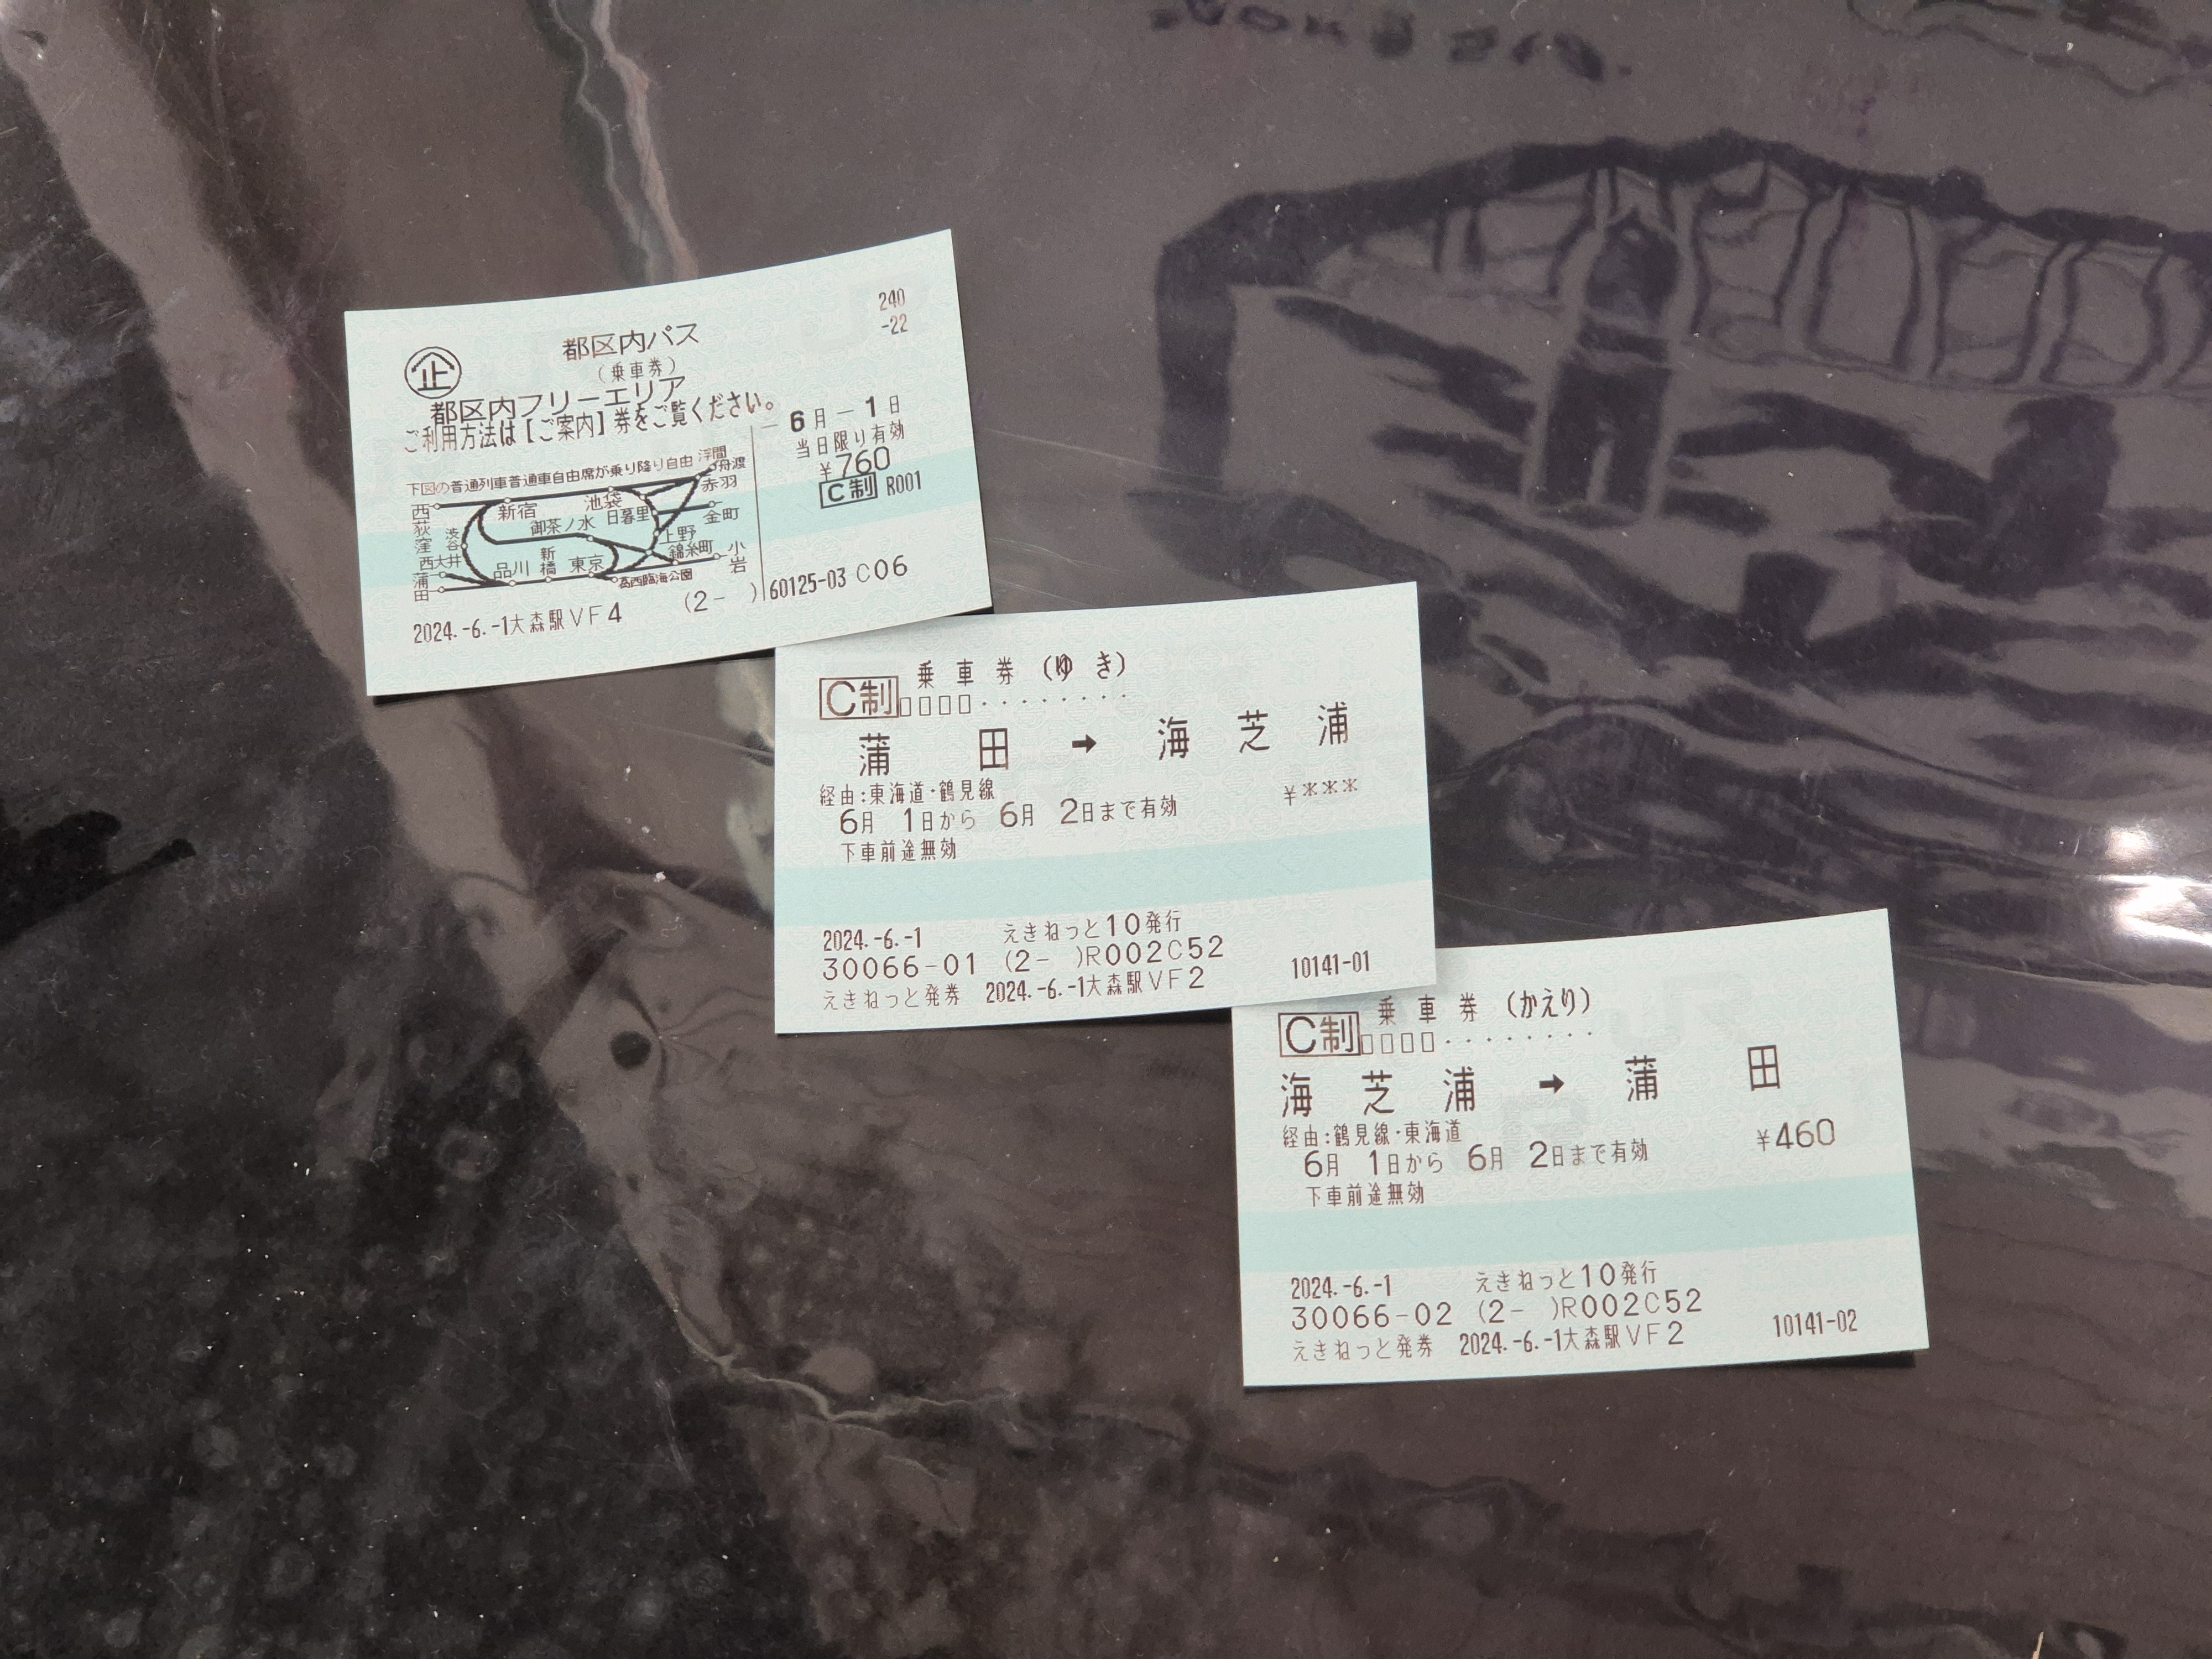 240
-22
企
都区内パス
(乗車券)
都区内フリーエリア
ご利用方法は【ご案内】券をご覧ください。
- 6月-1日
当日限り有効
¥760
C制 R001
下図の普通列車普通車自由席が乗り降り自由
浮間舟渡
赤羽
西荻窪
新宿
池袋
渋谷
御茶ノ水
日暮里
金町
上野
西大井
新橋
錦糸町
小岩
蒲田
品川
東京
葛西臨海公園
2024.-6.-1大森駅VF4 (2- ) 60125-03 C06
乗車券(ゆき)
C制
蒲田 ➡ 海芝浦
経由:東海道・鶴見線
¥***
6月 1日から 6月 2日まで有効
下車前途無効
2024.-6.-1 えきねっと10発行
30066-01 (2- )R002C52
えきねっと発券 2024.-6.-1大森駅VF2 10141-01
乗車券(かえり)
C制
海芝浦 ➡ 蒲田
経由:鶴見線・東海道
¥460
6月 1日から 6月 2日まで有効
下車前途無効
2024.-6.-1 えきねっと10発行
30066-02 (2- )R002C52
えきねっと発券 2024.-6.-1大森駅VF2 10141-02